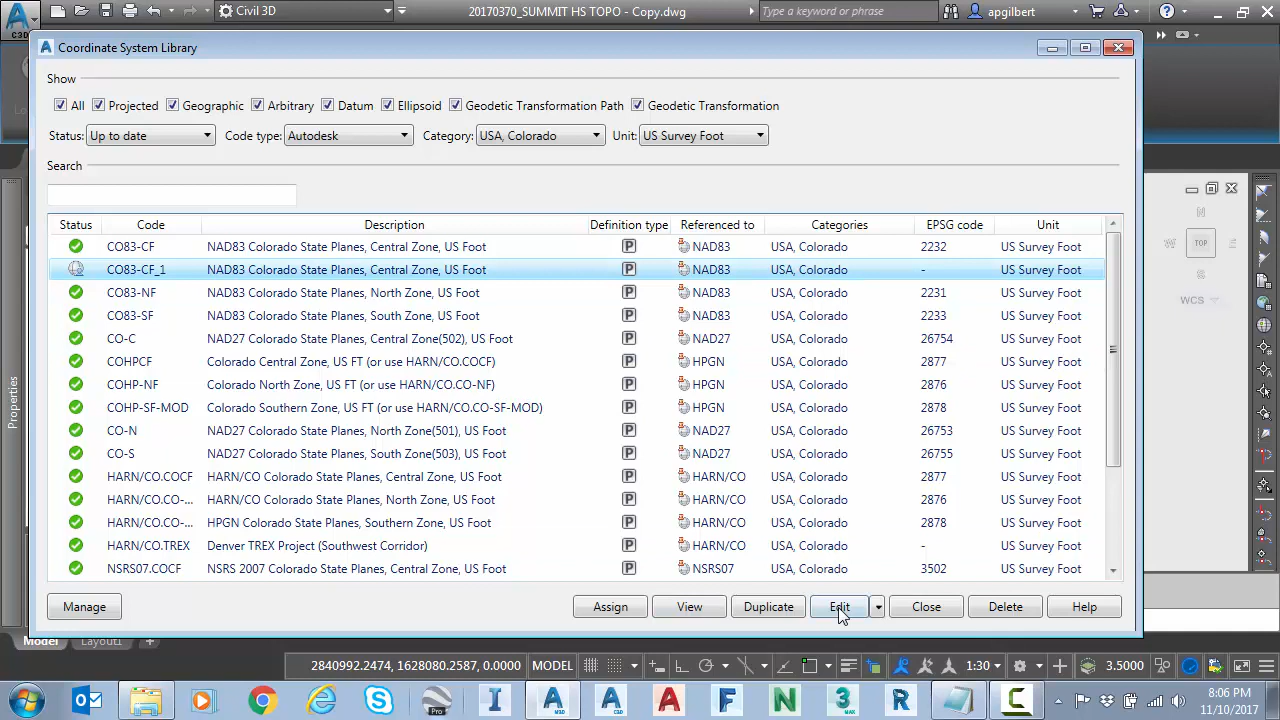 C3D Civil 3D 20170370_SUMMIT HS TOPO - Copy.dwg Type a keyword or phrase apgilbert
Coordinate System Library
Show
All Projected Geographic Arbitrary Datum Ellipsoid Geodetic Transformation Path Geodetic Transformation
Status: Up to date Code type: Autodesk Category: USA, Colorado Unit: US Survey Foot
Search
Status Code Description Definition type Referenced to Categories EPSG code Unit
CO83-CF NAD83 Colorado State Planes, Central Zone, US Foot P NAD83 USA, Colorado 2232 US Survey Foot
CO83-CF_1 NAD83 Colorado State Planes, Central Zone, US Foot P NAD83 USA, Colorado - US Survey Foot
CO83-NF NAD83 Colorado State Planes, North Zone, US Foot P NAD83 USA, Colorado 2231 US Survey Foot
CO83-SF NAD83 Colorado State Planes, South Zone, US Foot P NAD83 USA, Colorado 2233 US Survey Foot
CO-C NAD27 Colorado State Planes, Central Zone(502), US Foot P NAD27 USA, Colorado 26754 US Survey Foot
COHPCF Colorado Central Zone, US FT (or use HARN/CO.COCF) P HPGN USA, Colorado 2877 US Survey Foot
COHP-NF Colorado North Zone, US FT (or use HARN/CO.CO-NF) P HPGN USA, Colorado 2876 US Survey Foot
COHP-SF-MOD Colorado Southern Zone, US FT (or use HARN/CO.CO-SF-MOD) P HPGN USA, Colorado 2878 US Survey Foot
CO-N NAD27 Colorado State Planes, North Zone(501), US Foot P NAD27 USA, Colorado 26753 US Survey Foot
CO-S NAD27 Colorado State Planes, South Zone(503), US Foot P NAD27 USA, Colorado 26755 US Survey Foot
HARN/CO.COCF HARN/CO Colorado State Planes, Central Zone, US Foot P HARN/CO USA, Colorado 2877 US Survey Foot
HARN/CO.CO-... HARN/CO Colorado State Planes, North Zone, US Foot P HARN/CO USA, Colorado 2876 US Survey Foot
HARN/CO.CO-... HPGN Colorado State Planes, Southern Zone, US Foot P HARN/CO USA, Colorado 2878 US Survey Foot
HARN/CO.TREX Denver TREX Project (Southwest Corridor) P HARN/CO USA, Colorado - US Survey Foot
NSRS07.COCF NSRS 2007 Colorado State Planes, Central Zone, US Foot P NSRS07 USA, Colorado 3502 US Survey Foot
Manage Assign View Duplicate Edit Close Delete Help
Properties
N
W TOP E
S
WCS
Model Layout1 +
2840992.2474, 1628080.2587, 0.0000 MODEL 1:30 3.5000
Pro I A F N 3 R C
8:06 PM
11/10/2017